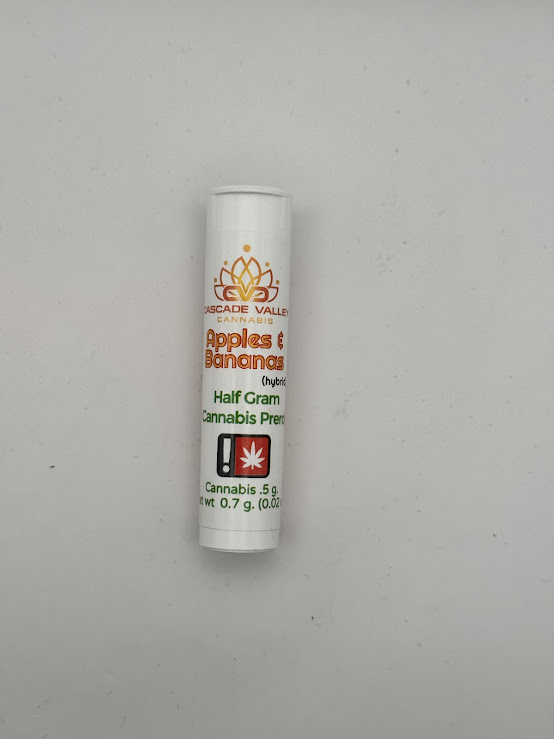 CASCADE VALLEY
CANNABIS
Apples &
Bananas
(hybrid
Half Gram
Cannabis Prero
!
Cannabis .5 g.
t wt 0.7 g. (0.02